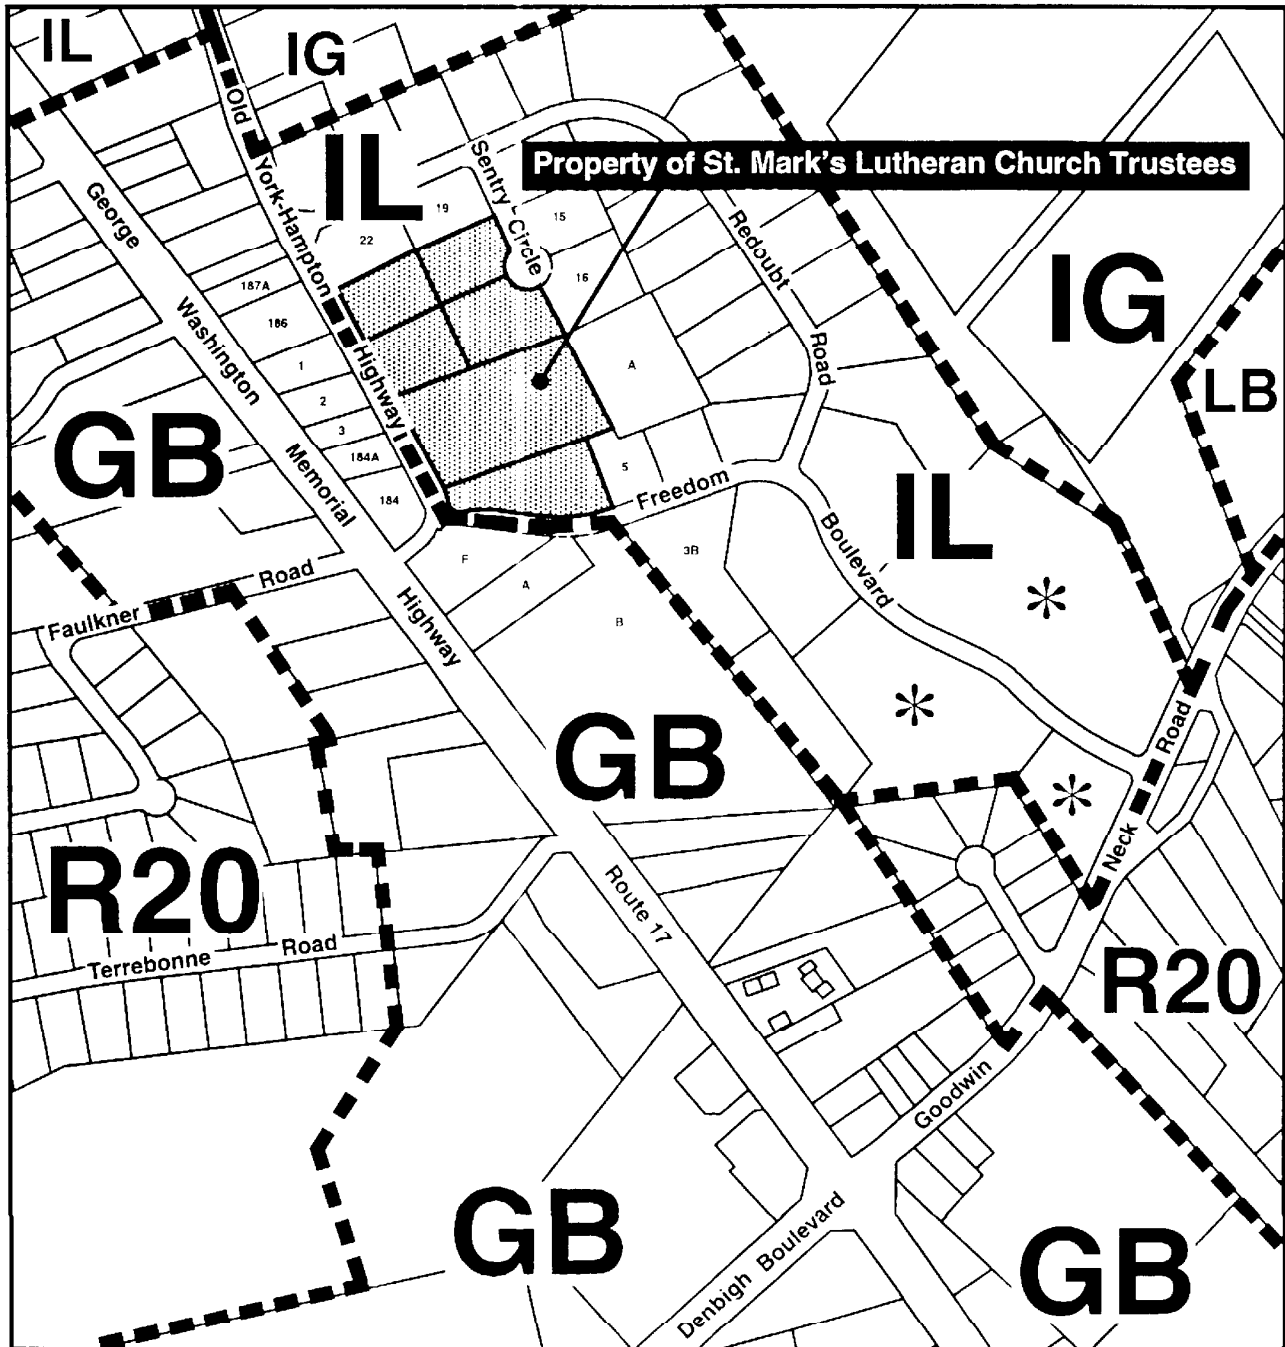 IL
IG
Old
York-Hampton
Highway
IL
Sentry Circle
Property of St. Mark's Lutheran Church Trustees
George
Washington
Memorial
Highway
Route 17
19
22
15
16
187A
186
1
2
3
184A
184
A
5
Redoubt
Road
IG
LB
GB
Freedom
Boulevard
IL
*
3B
F
A
B
Faulkner
Road
*
GB
*
Road
Neck
Goodwin
R20
Terrebonne
Road
R20
GB
Denbigh Boulevard
GB